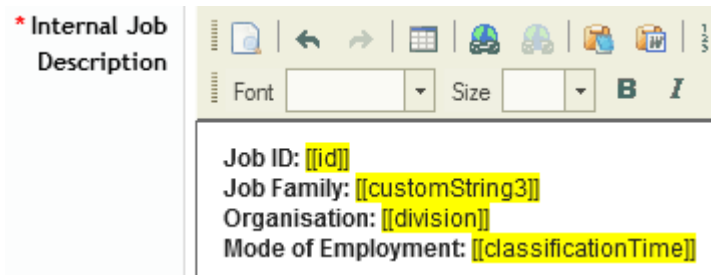 * Internal Job
Description
Font Size B I
Job ID: [[id]]
Job Family: [[customString3]]
Organisation: [[division]]
Mode of Employment: [[classificationTime]]